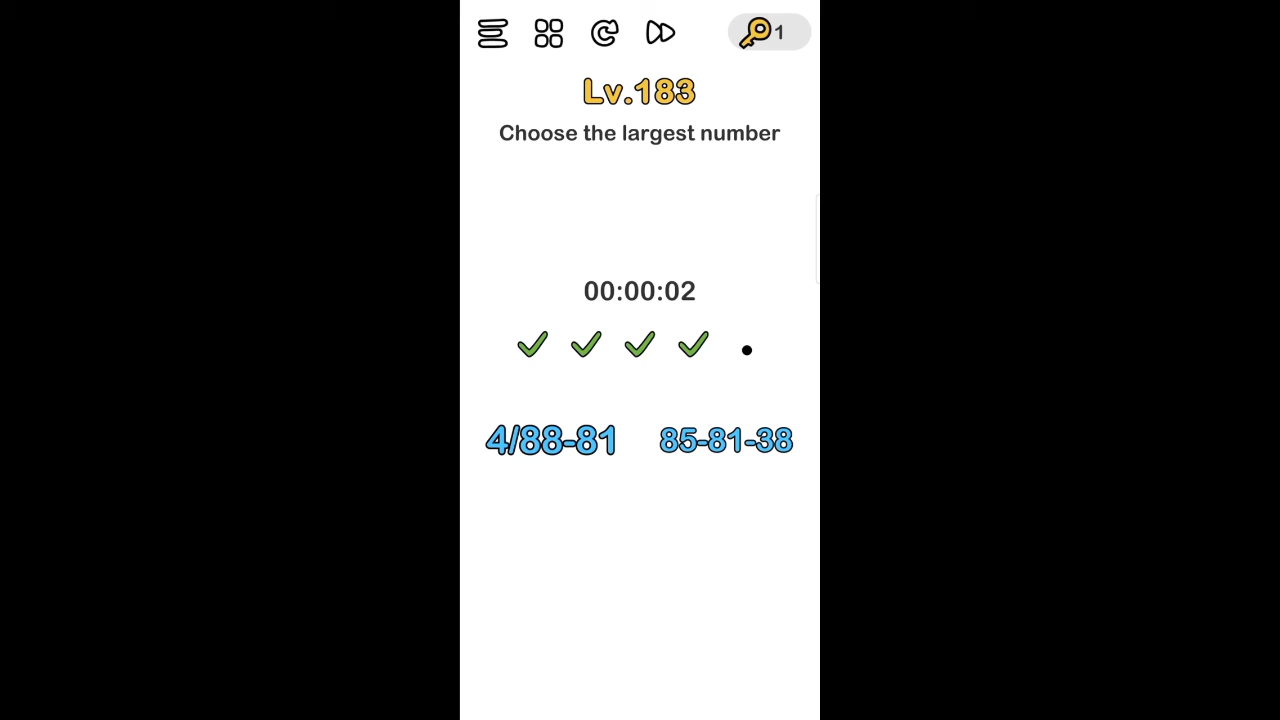 1
Lv.183
Choose the largest number
00:00:02
4/88-81 85-81-38